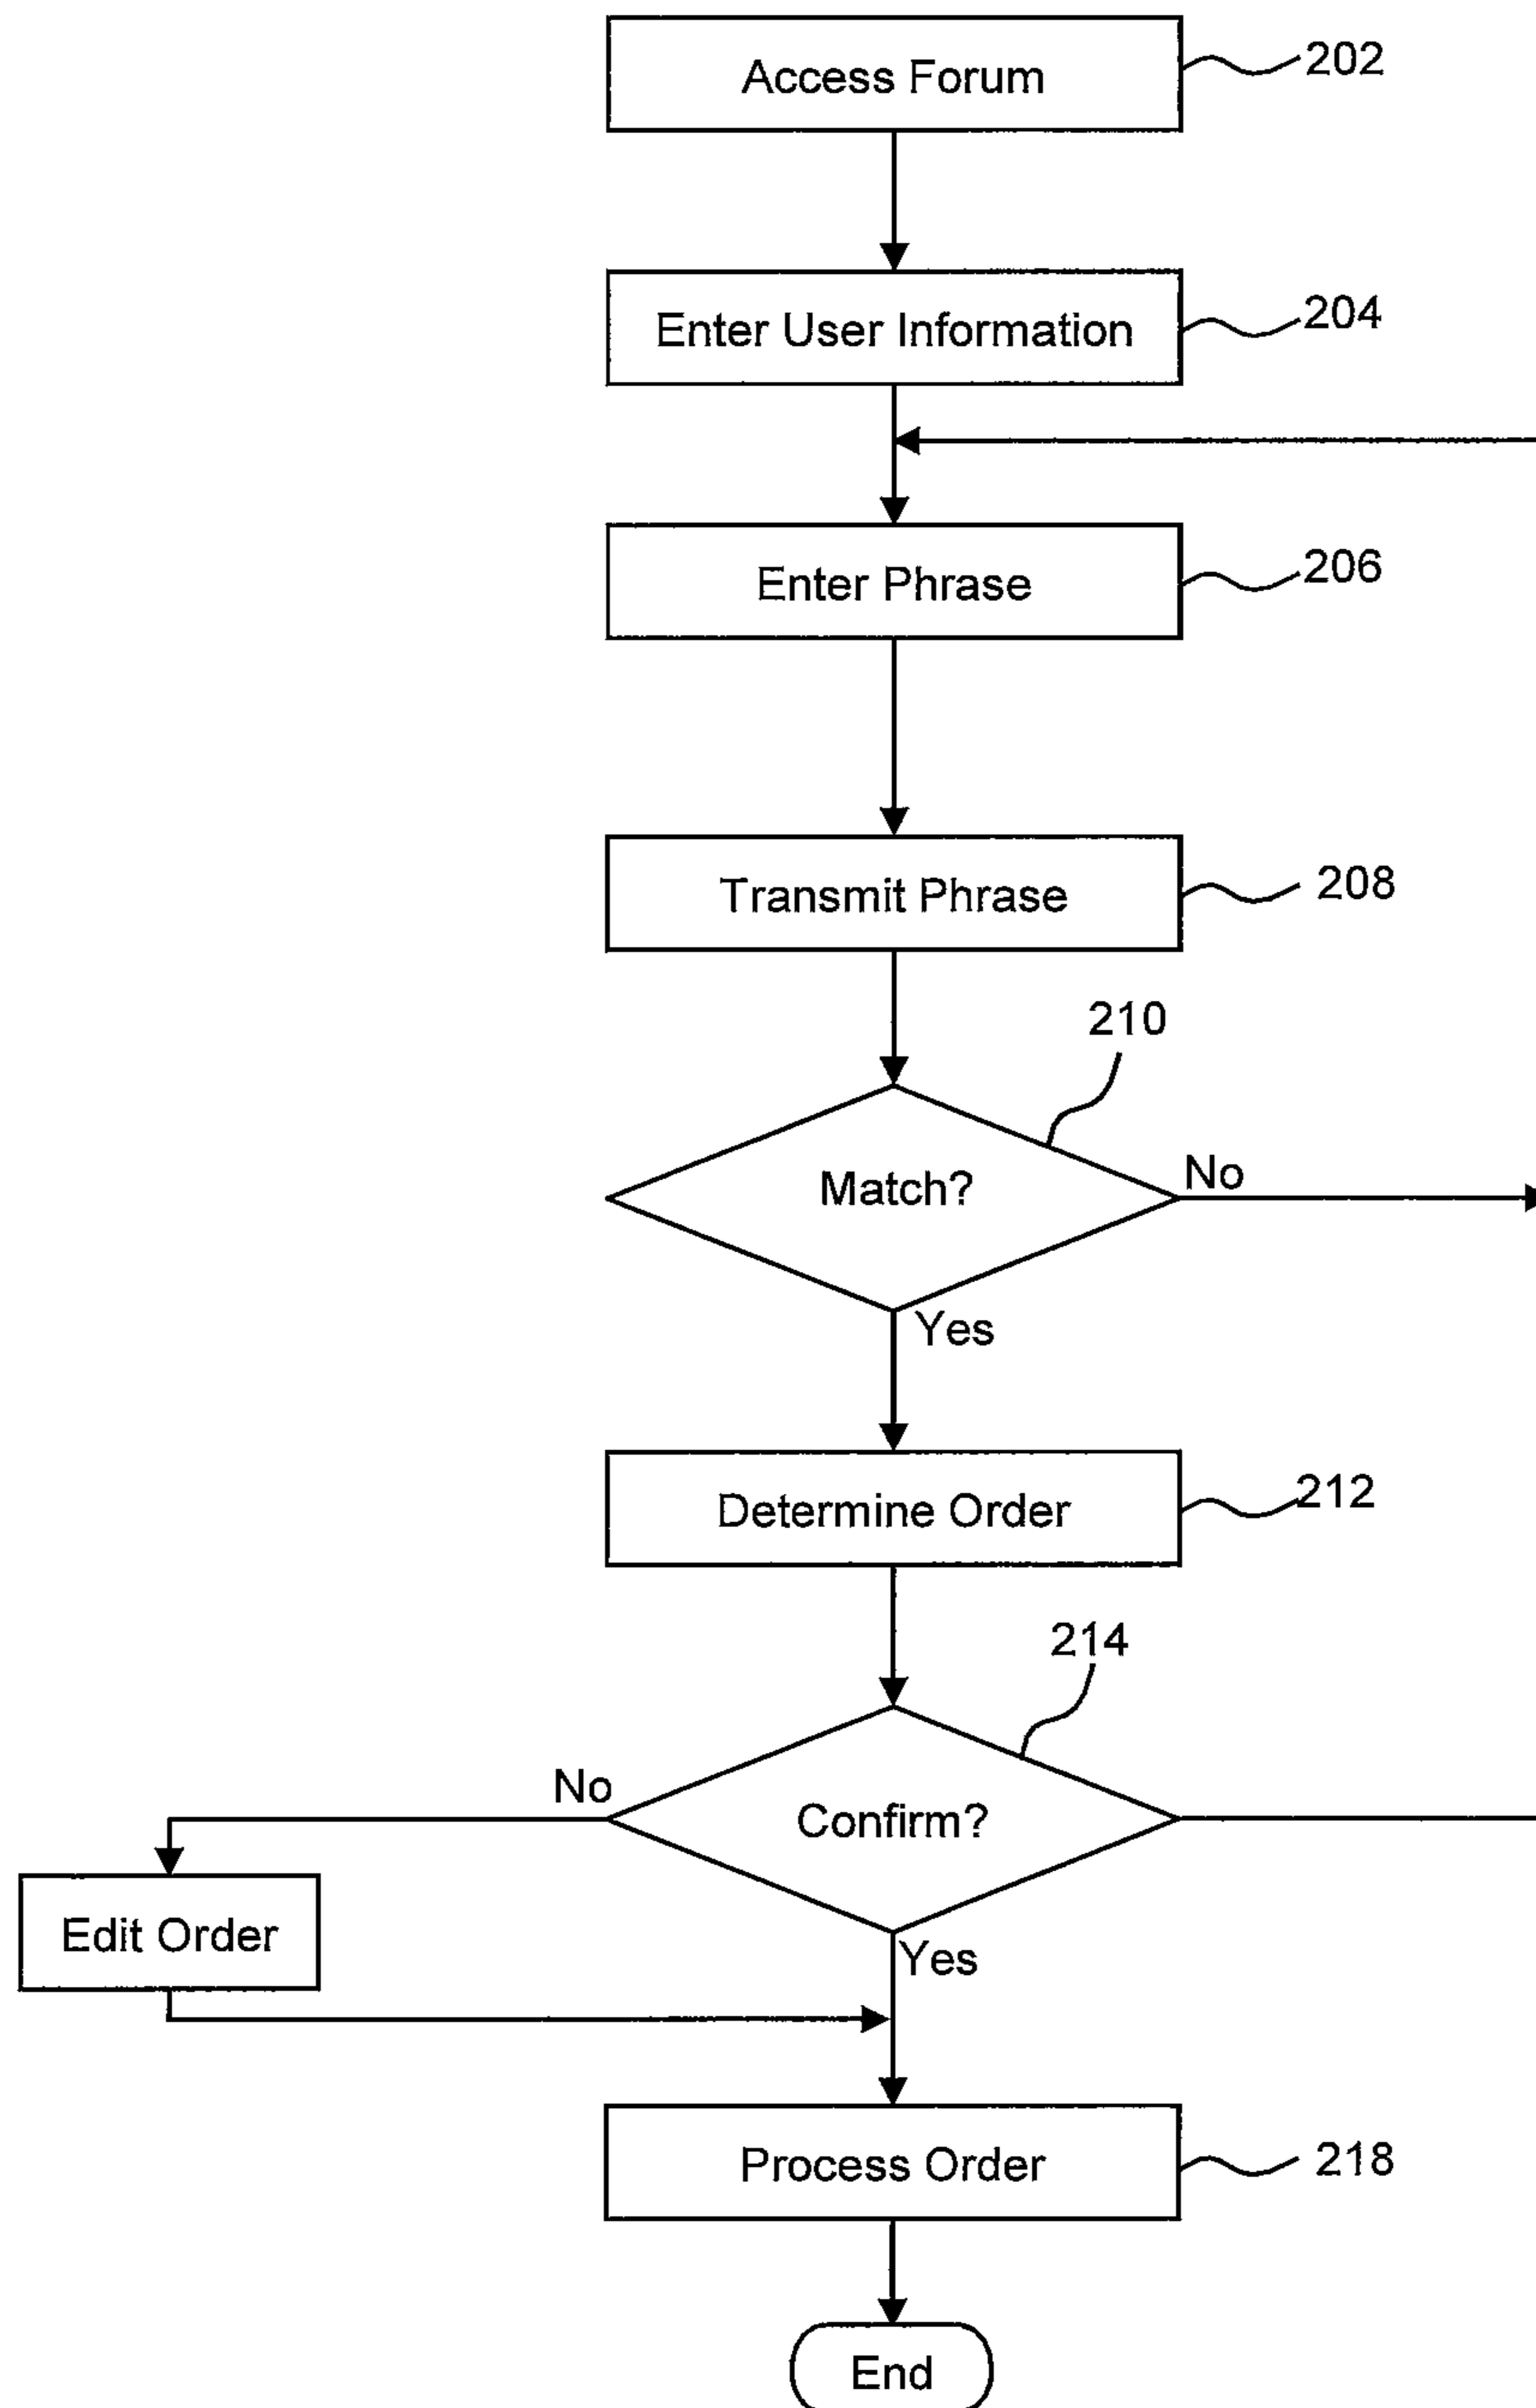 Access Forum
202
Enter User Information
204
Enter Phrase
206
Transmit Phrase
208
210
Match?
No
Yes
Determine Order
212
214
No
Confirm?
Edit Order
Yes
Process Order
218
End